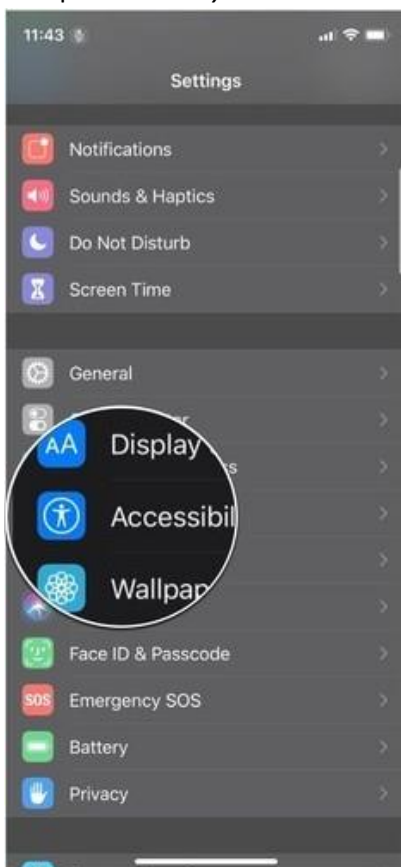 11:43
Settings
Notifications
Sounds & Haptics
Do Not Disturb
Screen Time
General
AA Display
Accessibil
Wallpap
Face ID & Passcode
SOS Emergency SOS
Battery
Privacy